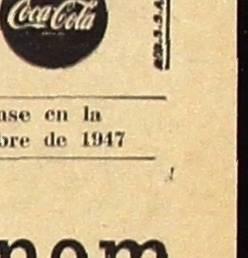 Coca-Cola
ase en la
bre de 1947
nom